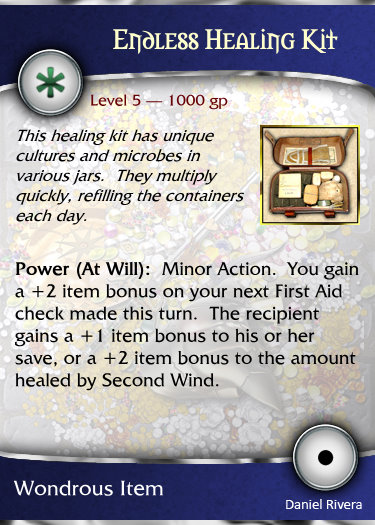 Endless Healing Kit
Level 5 — 1000 gp
This healing kit has unique
cultures and microbes in
various jars.  They multiply
quickly, refilling the containers
each day.
Power (At Will):  Minor Action.  You gain
a +2 item bonus on your next First Aid
check made this turn.  The recipient
gains a +1 item bonus to his or her
save, or a +2 item bonus to the amount
healed by Second Wind.
Wondrous Item
Daniel Rivera